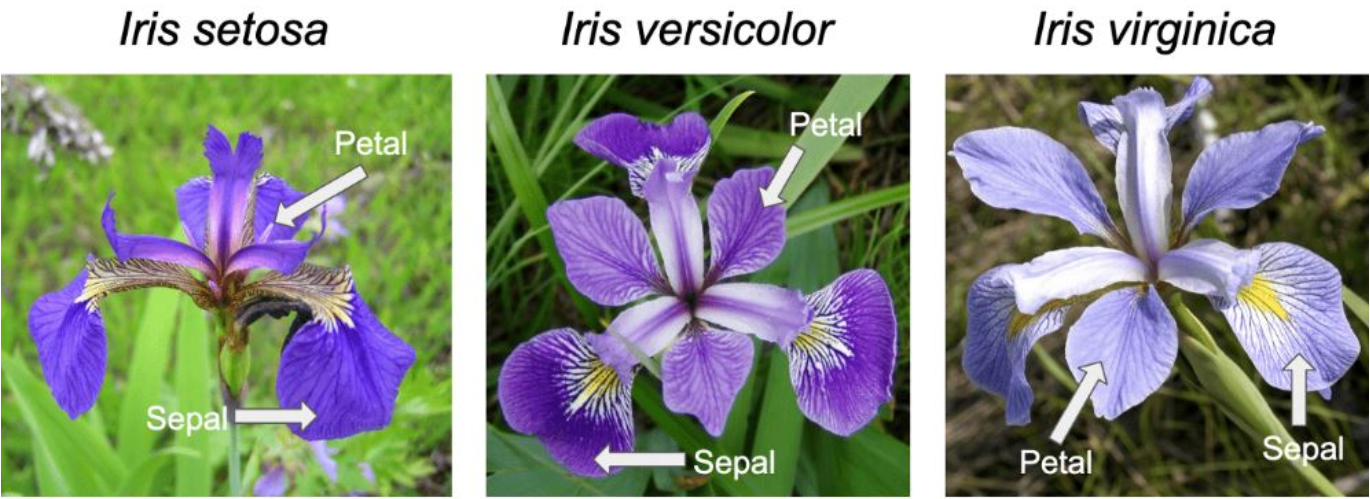 Iris setosa
Iris versicolor
Iris virginica
Petal
Sepal
Petal
Sepal
Petal
Sepal